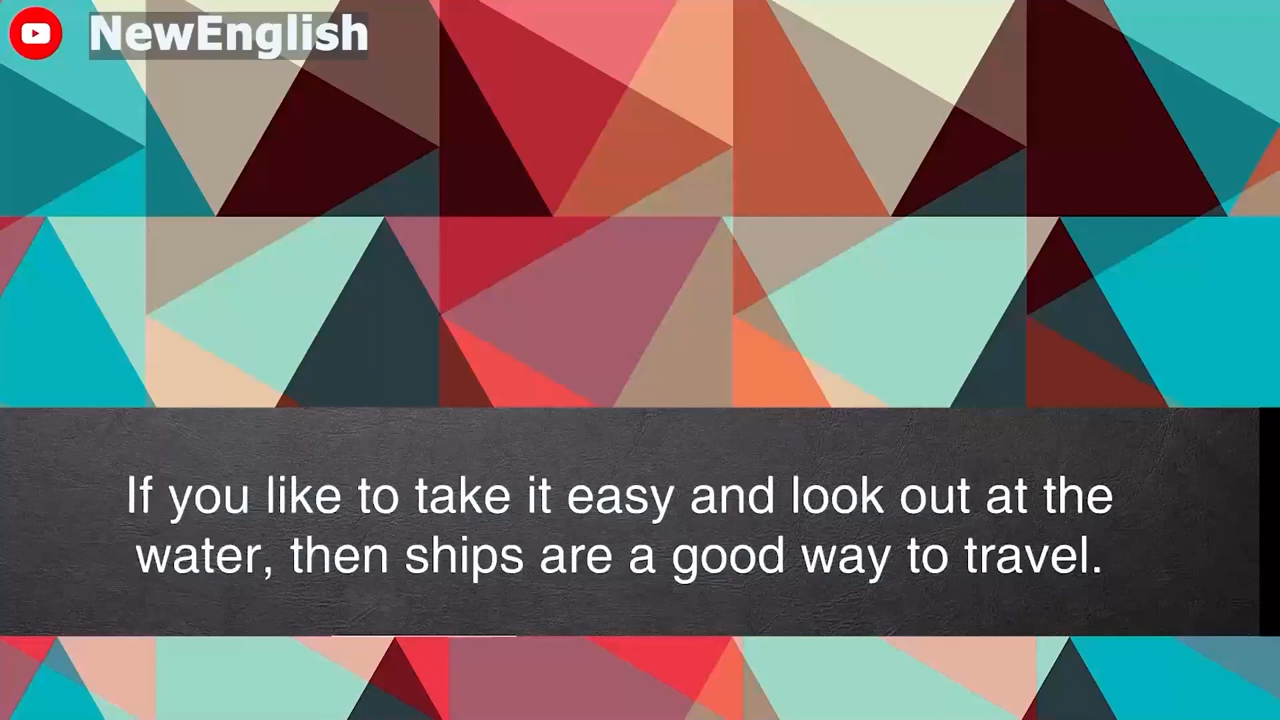 NewEnglish
If you like to take it easy and look out at the
water, then ships are a good way to travel.